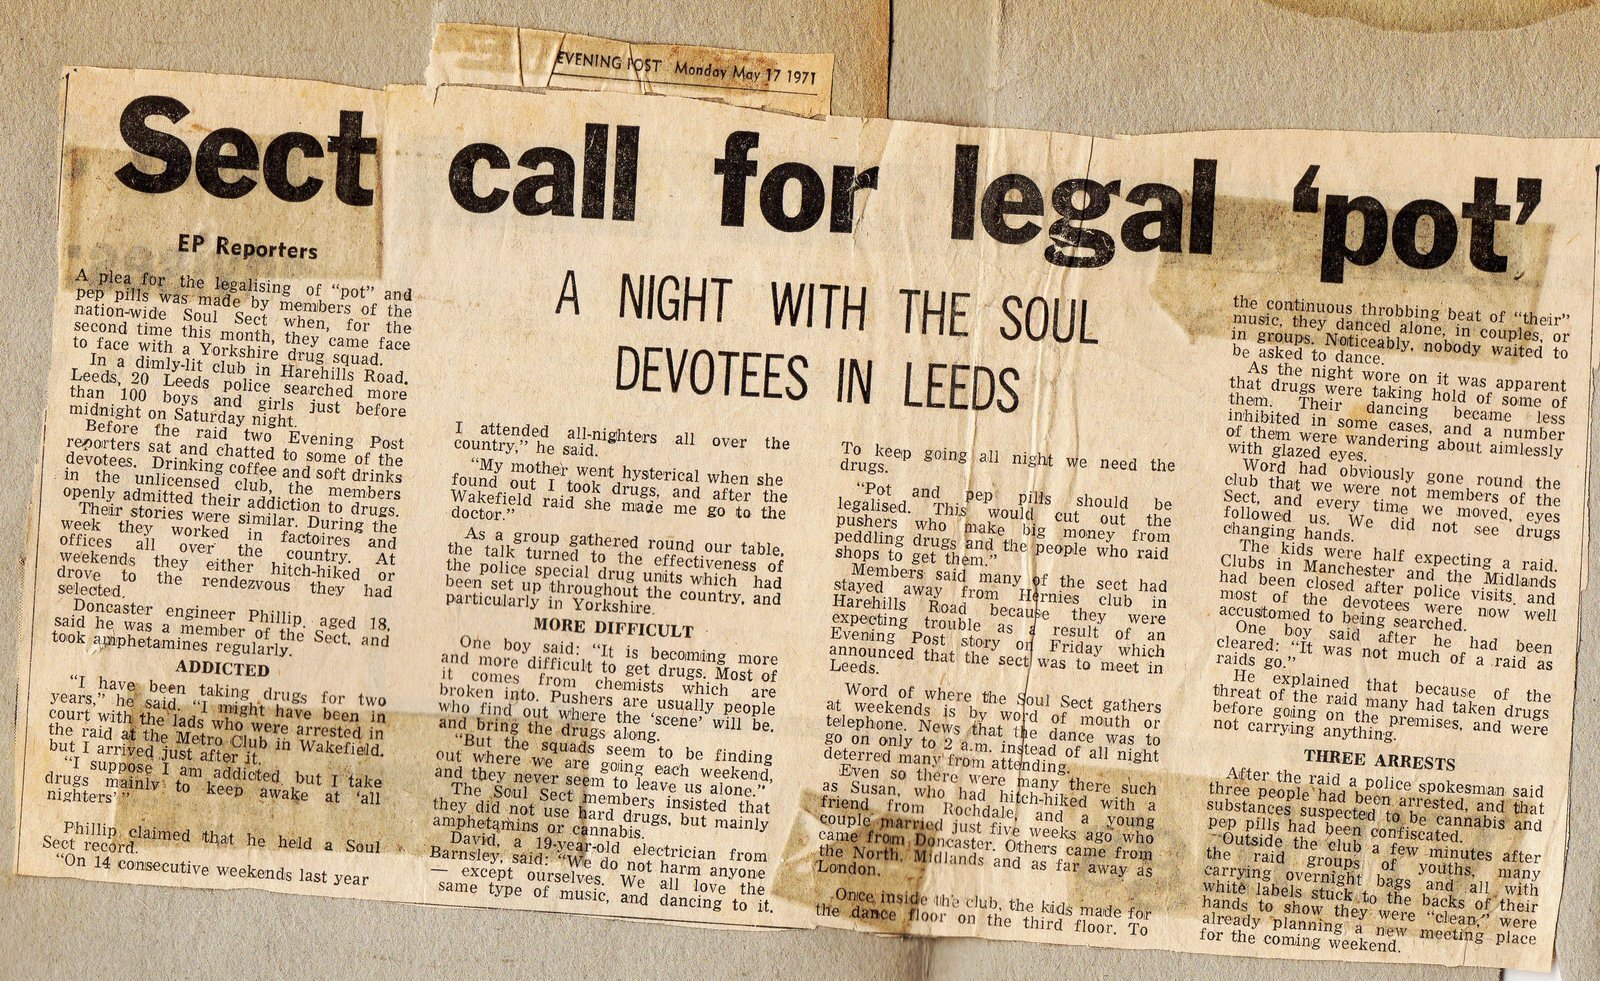 EVENING POST Monday May 17 1971
Sect call for legal ‘pot’
EP Reporters
A NIGHT WITH THE SOUL
DEVOTEES IN LEEDS
A plea for the legalising of “pot” and
pep pills was made by members of the
nation-wide Soul Sect when, for the
second time this month, they came face
to face with a Yorkshire drug squad.
In a dimly-lit club in Harehills Road,
Leeds, 20 Leeds police searched more
than 100 boys and girls just before
midnight on Saturday night.
Before the raid two Evening Post
reporters sat and chatted to some of the
devotees. Drinking coffee and soft drinks
in the unlicensed club, the members
openly admitted their addiction to drugs.
Their stories were similar. During the
week they worked in factoires and
offices all over the country. At
weekends they either hitch-hiked or
drove to the rendezvous they had
selected.
Doncaster engineer Phillip, aged 18,
said he was a member of the Sect, and
took amphetamines regularly.
ADDICTED
“I have been taking drugs for two
years,” he said. “I might have been in
court with the lads who were arrested in
the raid at the Metro Club in Wakefield,
but I arrived just after it.
“I suppose I am addicted, but I take
drugs mainly to keep awake at ‘all
nighters’ ”
Phillip claimed that he held a Soul
Sect record.
“On 14 consecutive weekends last year
I attended all-nighters all over the
country,” he said.
“My mother went hysterical when she
found out I took drugs, and after the
Wakefield raid she made me go to the
doctor.”
As a group gathered round our table,
the talk turned to the effectiveness of
the police special drug units which had
been set up throughout the country, and
particularly in Yorkshire.
MORE DIFFICULT
One boy said: “It is becoming more
and more difficult to get drugs. Most of
it comes from chemists which are
broken into. Pushers are usually people
who find out where the ‘scene’ will be,
and bring the drugs along.
“But the squads seem to be finding
out where we are going each weekend,
and they never seem to leave us alone.”
The Soul Sect members insisted that
they did not use hard drugs, but mainly
amphetamins or cannabis.
David, a 19-year-old electrician from
Barnsley, said: “We do not harm anyone
— except ourselves. We all love the
same type of music, and dancing to it.
To keep going all night we need the
drugs.
“Pot and pep pills should be
legalised. This would cut out the
pushers who make big money from
peddling drugs and the people who raid
shops to get them.”
Members said many of the sect had
stayed away from Hernies club in
Harehills Road because they were
expecting trouble as a result of an
Evening Post story on Friday which
announced that the sect was to meet in
Leeds.
Word of where the Soul Sect gathers
at weekends is by word of mouth or
telephone. News that the dance was to
go on only to 2 a.m. instead of all night
deterred many from attending.
Even so there were many there such
as Susan, who had hitch-hiked with a
friend from Rochdale, and a young
couple married just five weeks ago who
came from Doncaster. Others came from
the North, Midlands and as far away as
London.
Once inside the club, the kids made for
the dance floor on the third floor. To
the continuous throbbing beat of “their”
music, they danced alone, in couples, or
in groups. Noticeably, nobody waited to
be asked to dance.
As the night wore on it was apparent
that drugs were taking hold of some of
them. Their dancing became less
inhibited in some cases, and a number
of them were wandering about aimlessly
with glazed eyes.
Word had obviously gone round the
club that we were not members of the
Sect, and every time we moved, eyes
followed us. We did not see drugs
changing hands.
The kids were half expecting a raid.
Clubs in Manchester and the Midlands
had been closed after police visits, and
most of the devotees were now well
accustomed to being searched.
One boy said after he had been
cleared: “It was not much of a raid as
raids go.”
He explained that because of the
threat of the raid many had taken drugs
before going on the premises, and were
not carrying anything.
THREE ARRESTS
After the raid a police spokesman said
three people had been arrested, and that
substances suspected to be cannabis and
pep pills had been confiscated.
Outside the club a few minutes after
the raid groups of youths, many
carrying overnight bags and all with
white labels stuck to the backs of their
hands to show they were “clean,” were
already planning a new meeting place
for the coming weekend.